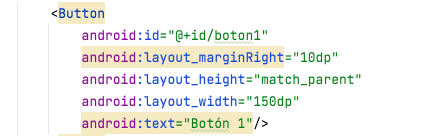 <Button
android:id="@+id/boton1"
android:layout_marginRight="10dp"
android:layout_height="match_parent"
android:layout_width="150dp"
android:text="Botón 1"/>